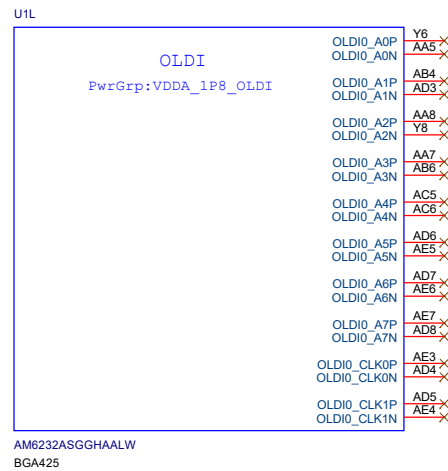 U1L
OLDI
PwrGrp:VDDA_1P8_OLDI
OLDI0_A0P Y6
OLDI0_A0N AA5
OLDI0_A1P AB4
OLDI0_A1N AD3
OLDI0_A2P AA8
OLDI0_A2N Y8
OLDI0_A3P AA7
OLDI0_A3N AB6
OLDI0_A4P AC5
OLDI0_A4N AC6
OLDI0_A5P AD6
OLDI0_A5N AE5
OLDI0_A6P AD7
OLDI0_A6N AE6
OLDI0_A7P AE7
OLDI0_A7N AD8
OLDI0_CLK0P AE3
OLDI0_CLK0N AD4
OLDI0_CLK1P AD5
OLDI0_CLK1N AE4
AM6232ASGGHAALW
BGA425